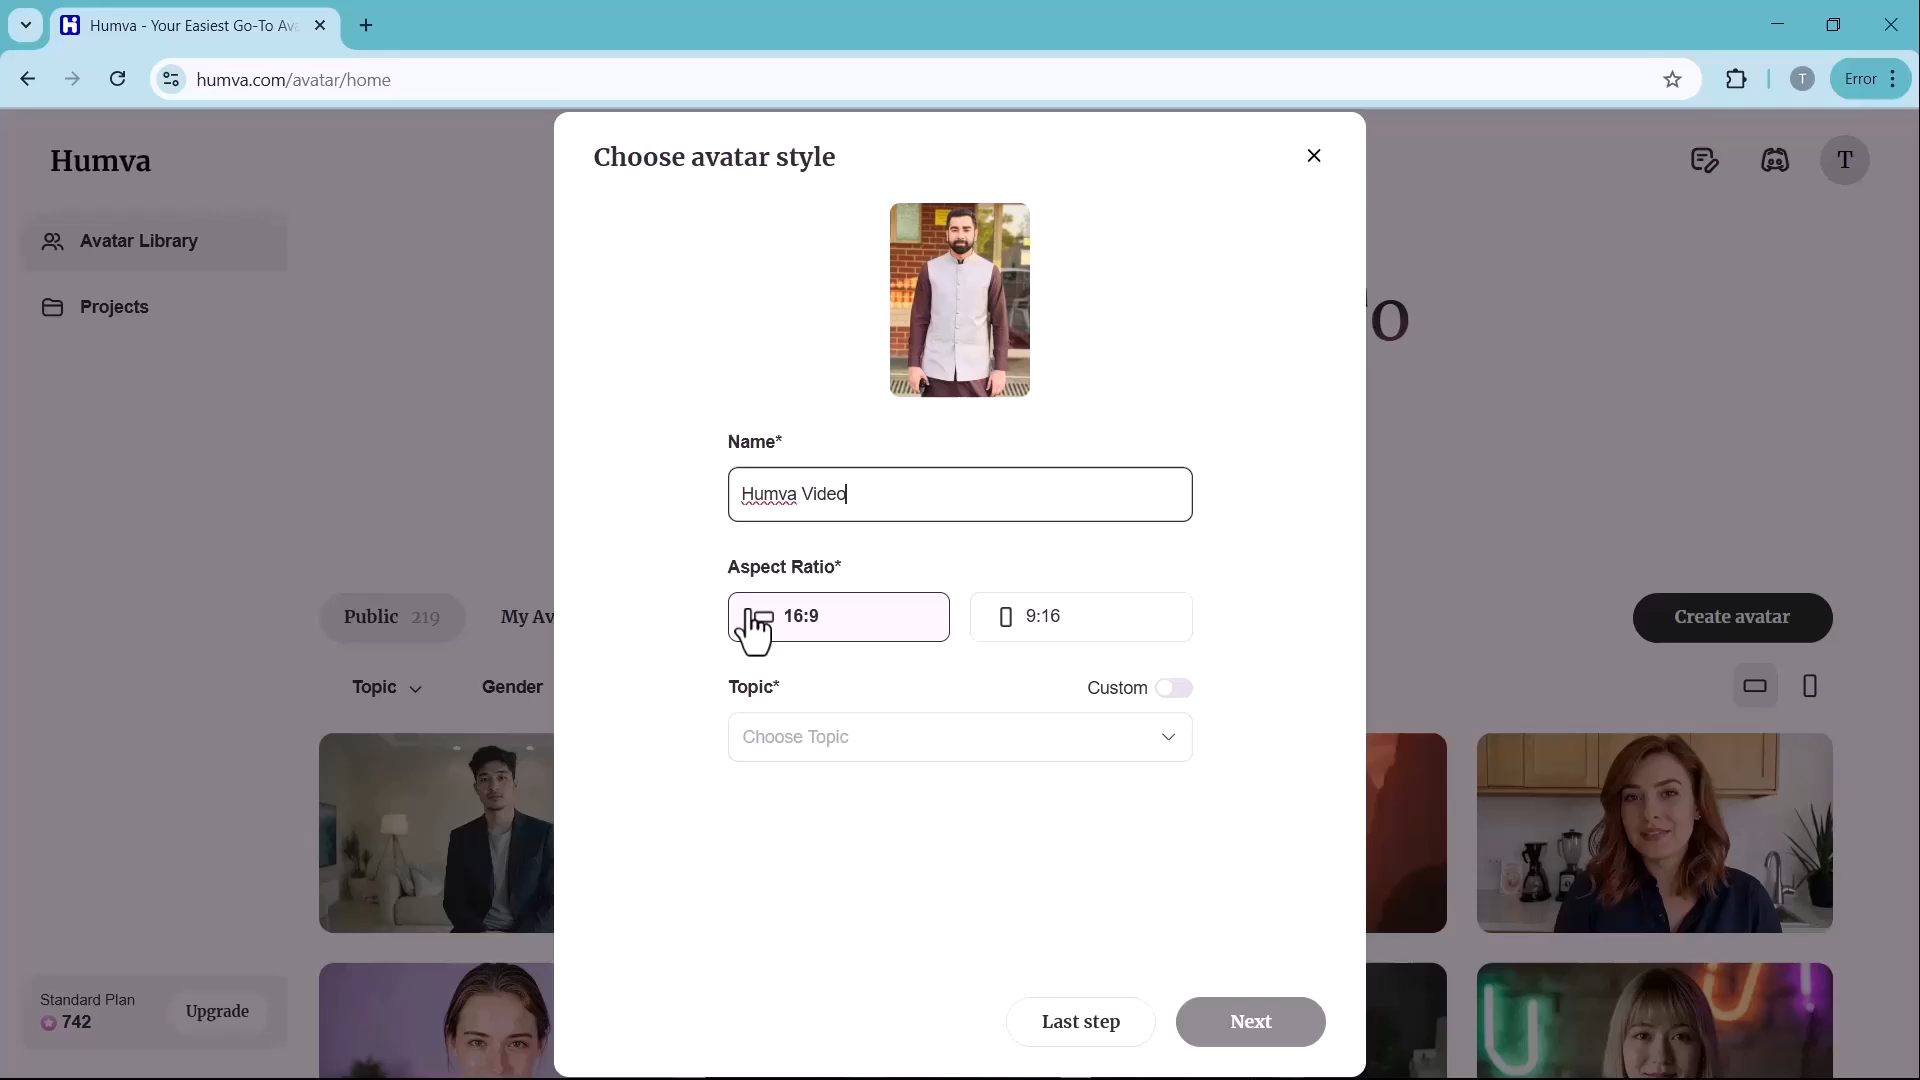 Humva - Your Easiest Go-To Ava
humva.com/avatar/home
T
Error
Humva
T
Avatar Library
Projects
Choose avatar style
Name*
Humva Video
Aspect Ratio*
16:9
9:16
Topic*
Custom
Choose Topic
Last step
Next
Public 219
My Av
Create avatar
Topic
Gender
Standard Plan
742
Upgrade